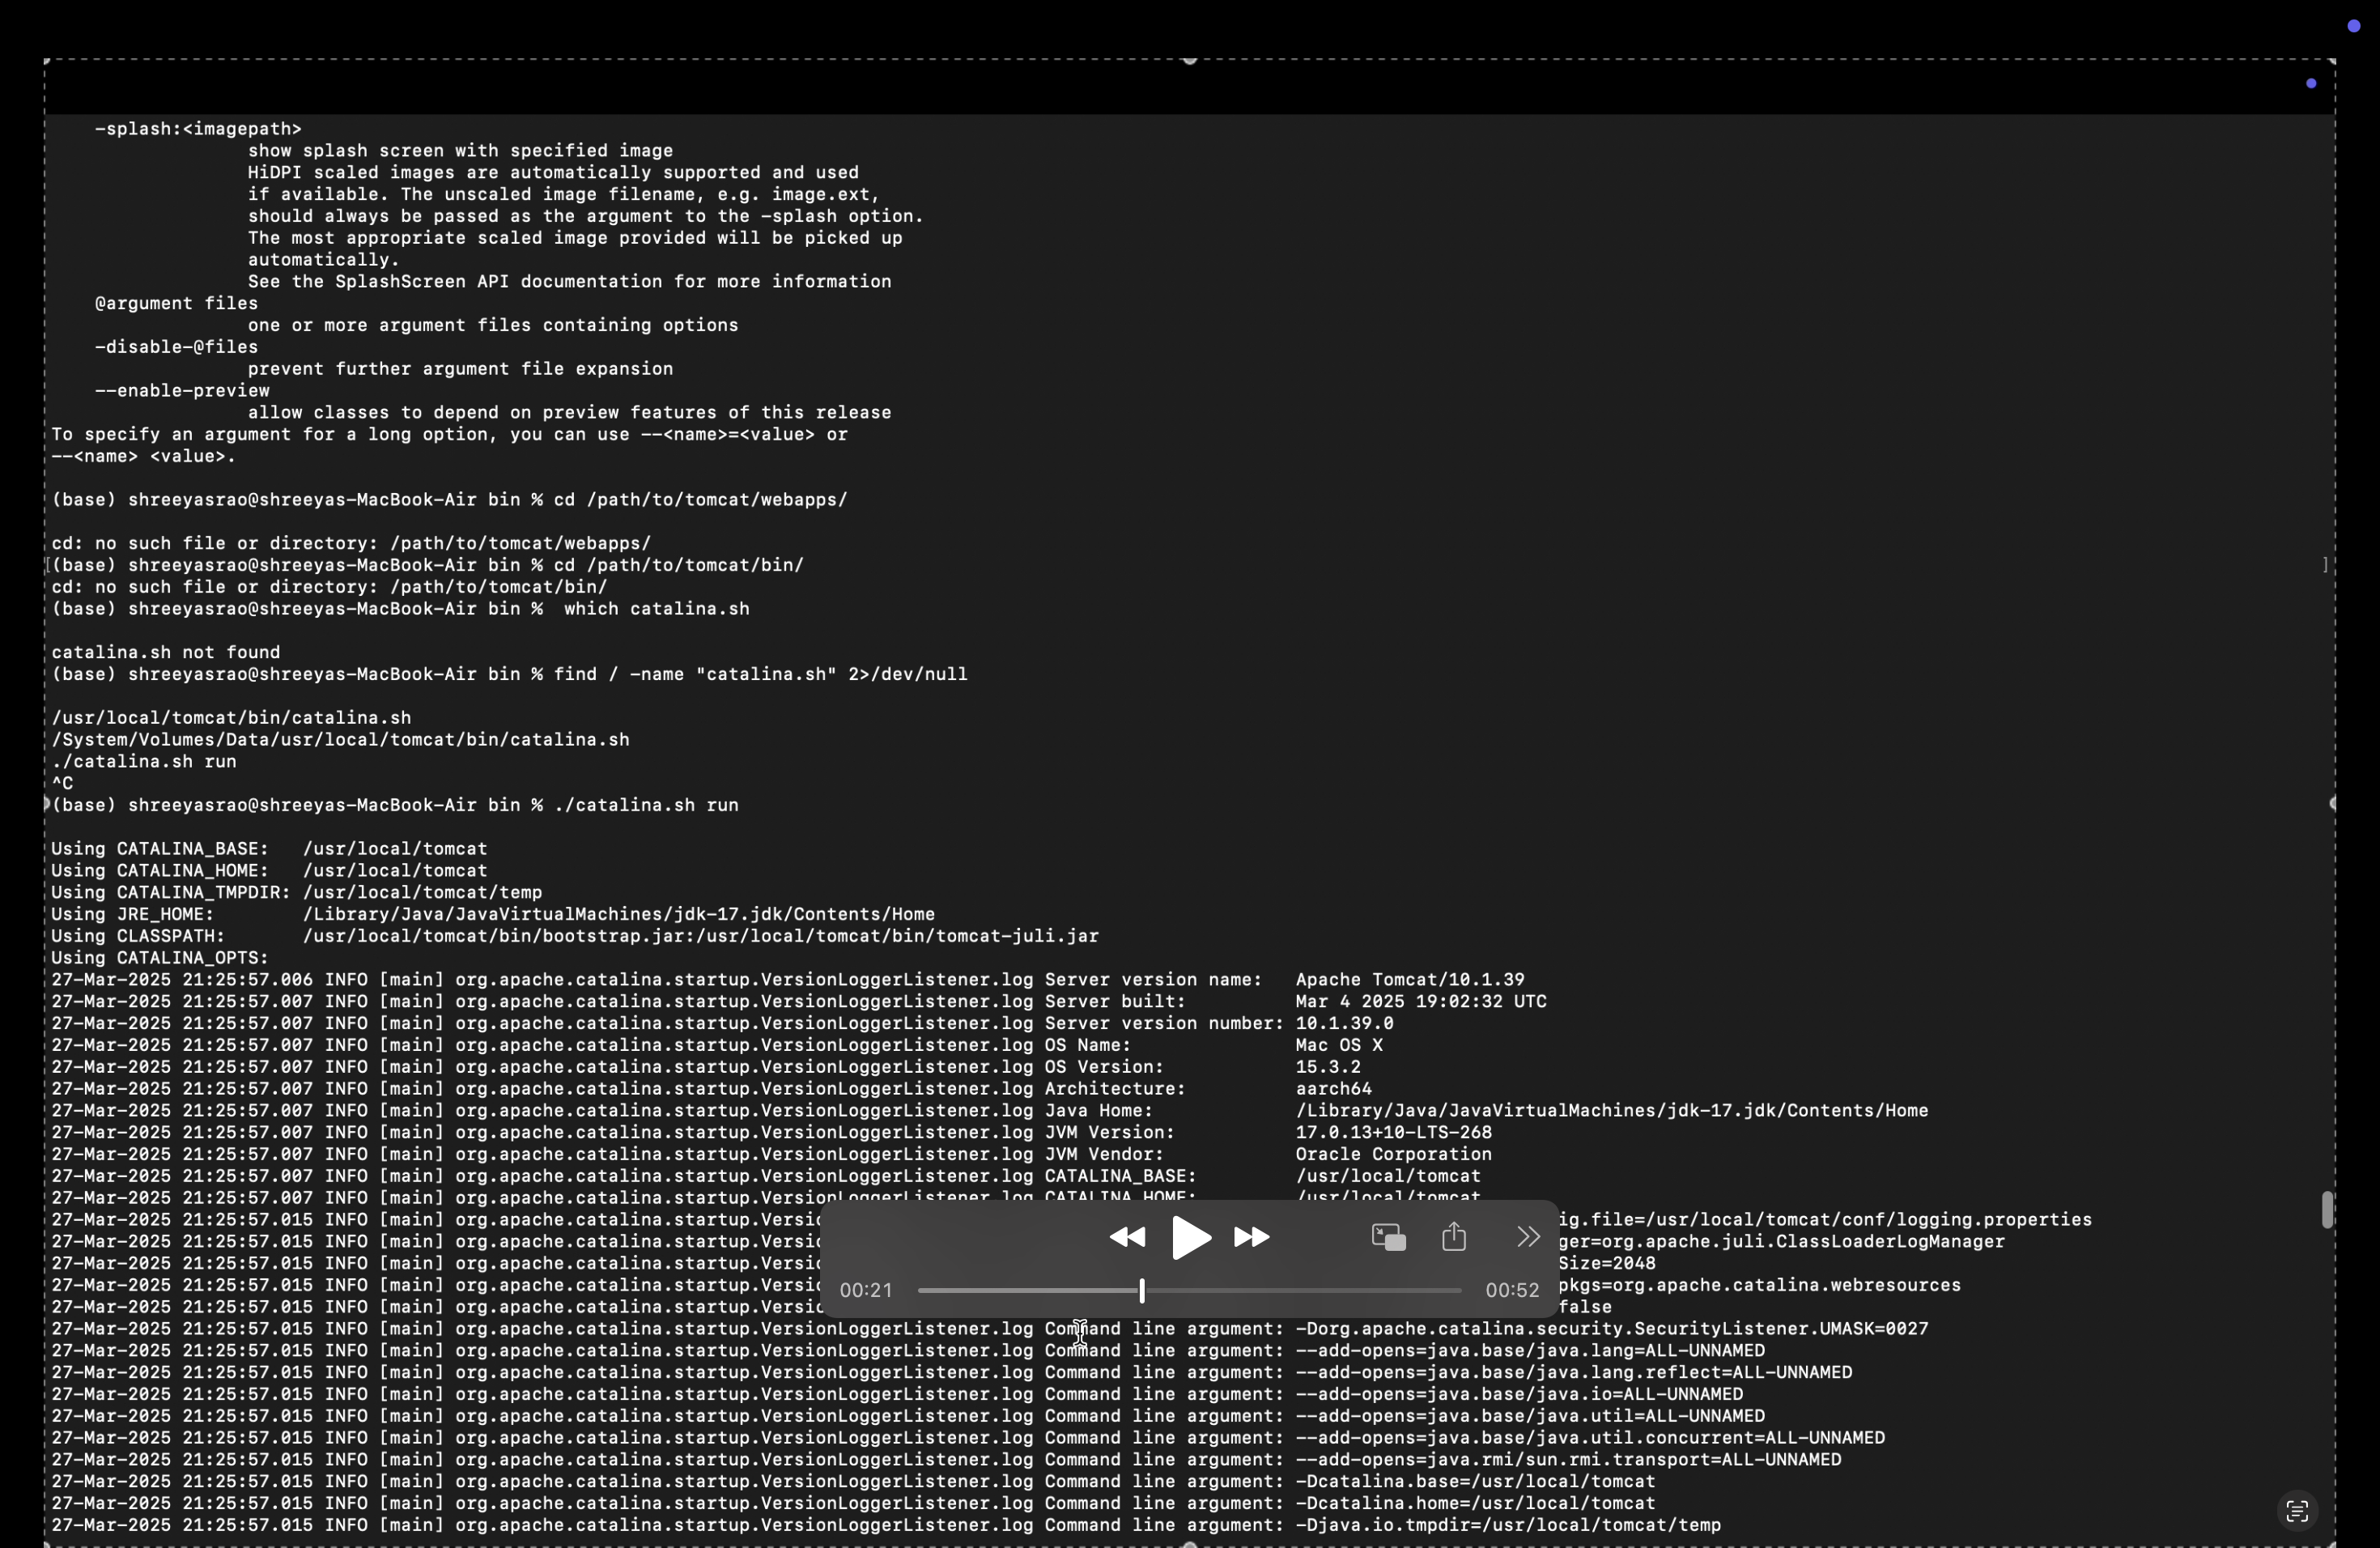 -splash:<imagepath>
show splash screen with specified image
HiDPI scaled images are automatically supported and used
if available. The unscaled image filename, e.g. image.ext,
should always be passed as the argument to the -splash option.
The most appropriate scaled image provided will be picked up
automatically.
See the SplashScreen API documentation for more information
@argument files
one or more argument files containing options
-disable-@files
prevent further argument file expansion
--enable-preview
allow classes to depend on preview features of this release
To specify an argument for a long option, you can use --<name>=<value> or
--<name> <value>.
(base) shreeyasrao@shreeyas-MacBook-Air bin % cd /path/to/tomcat/webapps/
cd: no such file or directory: /path/to/tomcat/webapps/
[(base) shreeyasrao@shreeyas-MacBook-Air bin % cd /path/to/tomcat/bin/ ]
cd: no such file or directory: /path/to/tomcat/bin/
(base) shreeyasrao@shreeyas-MacBook-Air bin %  which catalina.sh
catalina.sh not found
(base) shreeyasrao@shreeyas-MacBook-Air bin % find / -name "catalina.sh" 2>/dev/null
/usr/local/tomcat/bin/catalina.sh
/System/Volumes/Data/usr/local/tomcat/bin/catalina.sh
./catalina.sh run
^C
(base) shreeyasrao@shreeyas-MacBook-Air bin % ./catalina.sh run
Using CATALINA_BASE:   /usr/local/tomcat
Using CATALINA_HOME:   /usr/local/tomcat
Using CATALINA_TMPDIR: /usr/local/tomcat/temp
Using JRE_HOME:        /Library/Java/JavaVirtualMachines/jdk-17.jdk/Contents/Home
Using CLASSPATH:       /usr/local/tomcat/bin/bootstrap.jar:/usr/local/tomcat/bin/tomcat-juli.jar
Using CATALINA_OPTS:
27-Mar-2025 21:25:57.006 INFO [main] org.apache.catalina.startup.VersionLoggerListener.log Server version name:   Apache Tomcat/10.1.39
27-Mar-2025 21:25:57.007 INFO [main] org.apache.catalina.startup.VersionLoggerListener.log Server built:          Mar 4 2025 19:02:32 UTC
27-Mar-2025 21:25:57.007 INFO [main] org.apache.catalina.startup.VersionLoggerListener.log Server version number: 10.1.39.0
27-Mar-2025 21:25:57.007 INFO [main] org.apache.catalina.startup.VersionLoggerListener.log OS Name:               Mac OS X
27-Mar-2025 21:25:57.007 INFO [main] org.apache.catalina.startup.VersionLoggerListener.log OS Version:            15.3.2
27-Mar-2025 21:25:57.007 INFO [main] org.apache.catalina.startup.VersionLoggerListener.log Architecture:          aarch64
27-Mar-2025 21:25:57.007 INFO [main] org.apache.catalina.startup.VersionLoggerListener.log Java Home:             /Library/Java/JavaVirtualMachines/jdk-17.jdk/Contents/Home
27-Mar-2025 21:25:57.007 INFO [main] org.apache.catalina.startup.VersionLoggerListener.log JVM Version:           17.0.13+10-LTS-268
27-Mar-2025 21:25:57.007 INFO [main] org.apache.catalina.startup.VersionLoggerListener.log JVM Vendor:            Oracle Corporation
27-Mar-2025 21:25:57.007 INFO [main] org.apache.catalina.startup.VersionLoggerListener.log CATALINA_BASE:         /usr/local/tomcat
27-Mar-2025 21:25:57.007 INFO [main] org.apache.catalina.startup.VersionLoggerListener.log CATALINA_HOME:         /usr/local/tomcat
27-Mar-2025 21:25:57.015 INFO [main] org.apache.catalina.startup.Versio ig.file=/usr/local/tomcat/conf/logging.properties
27-Mar-2025 21:25:57.015 INFO [main] org.apache.catalina.startup.Versio ger=org.apache.juli.ClassLoaderLogManager
27-Mar-2025 21:25:57.015 INFO [main] org.apache.catalina.startup.Versio Size=2048
27-Mar-2025 21:25:57.015 INFO [main] org.apache.catalina.startup.Versio pkgs=org.apache.catalina.webresources
27-Mar-2025 21:25:57.015 INFO [main] org.apache.catalina.startup.Versio false
00:21 00:52
27-Mar-2025 21:25:57.015 INFO [main] org.apache.catalina.startup.VersionLoggerListener.log Command line argument: -Dorg.apache.catalina.security.SecurityListener.UMASK=0027
27-Mar-2025 21:25:57.015 INFO [main] org.apache.catalina.startup.VersionLoggerListener.log Command line argument: --add-opens=java.base/java.lang=ALL-UNNAMED
27-Mar-2025 21:25:57.015 INFO [main] org.apache.catalina.startup.VersionLoggerListener.log Command line argument: --add-opens=java.base/java.lang.reflect=ALL-UNNAMED
27-Mar-2025 21:25:57.015 INFO [main] org.apache.catalina.startup.VersionLoggerListener.log Command line argument: --add-opens=java.base/java.io=ALL-UNNAMED
27-Mar-2025 21:25:57.015 INFO [main] org.apache.catalina.startup.VersionLoggerListener.log Command line argument: --add-opens=java.base/java.util=ALL-UNNAMED
27-Mar-2025 21:25:57.015 INFO [main] org.apache.catalina.startup.VersionLoggerListener.log Command line argument: --add-opens=java.base/java.util.concurrent=ALL-UNNAMED
27-Mar-2025 21:25:57.015 INFO [main] org.apache.catalina.startup.VersionLoggerListener.log Command line argument: --add-opens=java.rmi/sun.rmi.transport=ALL-UNNAMED
27-Mar-2025 21:25:57.015 INFO [main] org.apache.catalina.startup.VersionLoggerListener.log Command line argument: -Dcatalina.base=/usr/local/tomcat
27-Mar-2025 21:25:57.015 INFO [main] org.apache.catalina.startup.VersionLoggerListener.log Command line argument: -Dcatalina.home=/usr/local/tomcat
27-Mar-2025 21:25:57.015 INFO [main] org.apache.catalina.startup.VersionLoggerListener.log Command line argument: -Djava.io.tmpdir=/usr/local/tomcat/temp